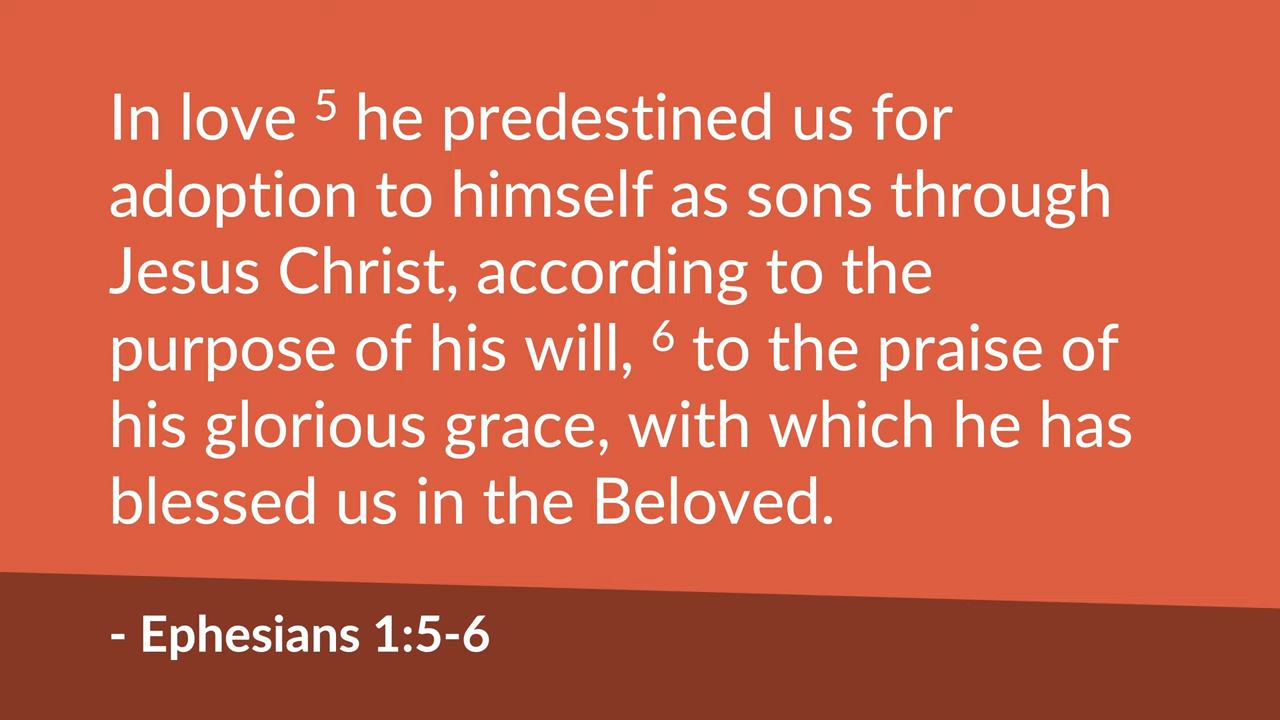 In love 5 he predestined us for
adoption to himself as sons through
Jesus Christ, according to the
purpose of his will, 6 to the praise of
his glorious grace, with which he has
blessed us in the Beloved.
- Ephesians 1:5-6